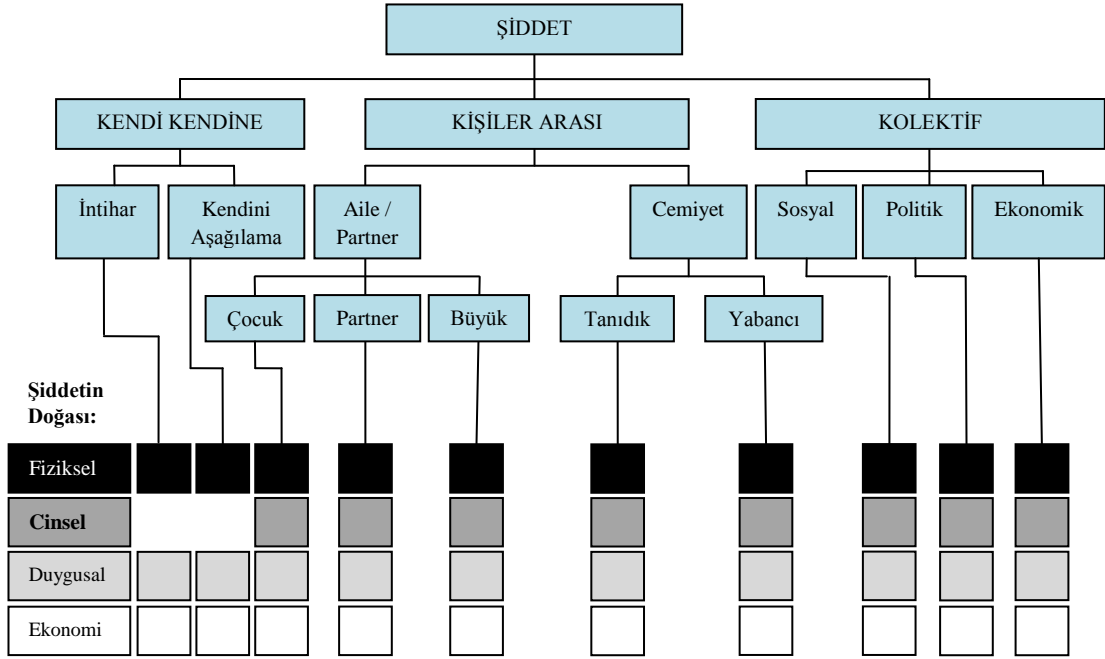 ŞİDDET
KENDİ KENDİNE
KİŞİLER ARASI
KOLEKTİF
İntihar
Kendini
Aşağılama
Aile /
Partner
Cemiyet
Sosyal
Politik
Ekonomik
Çocuk
Partner
Büyük
Tanıdık
Yabancı
Şiddetin
Doğası:
Fiziksel
Cinsel
Duygusal
Ekonomi